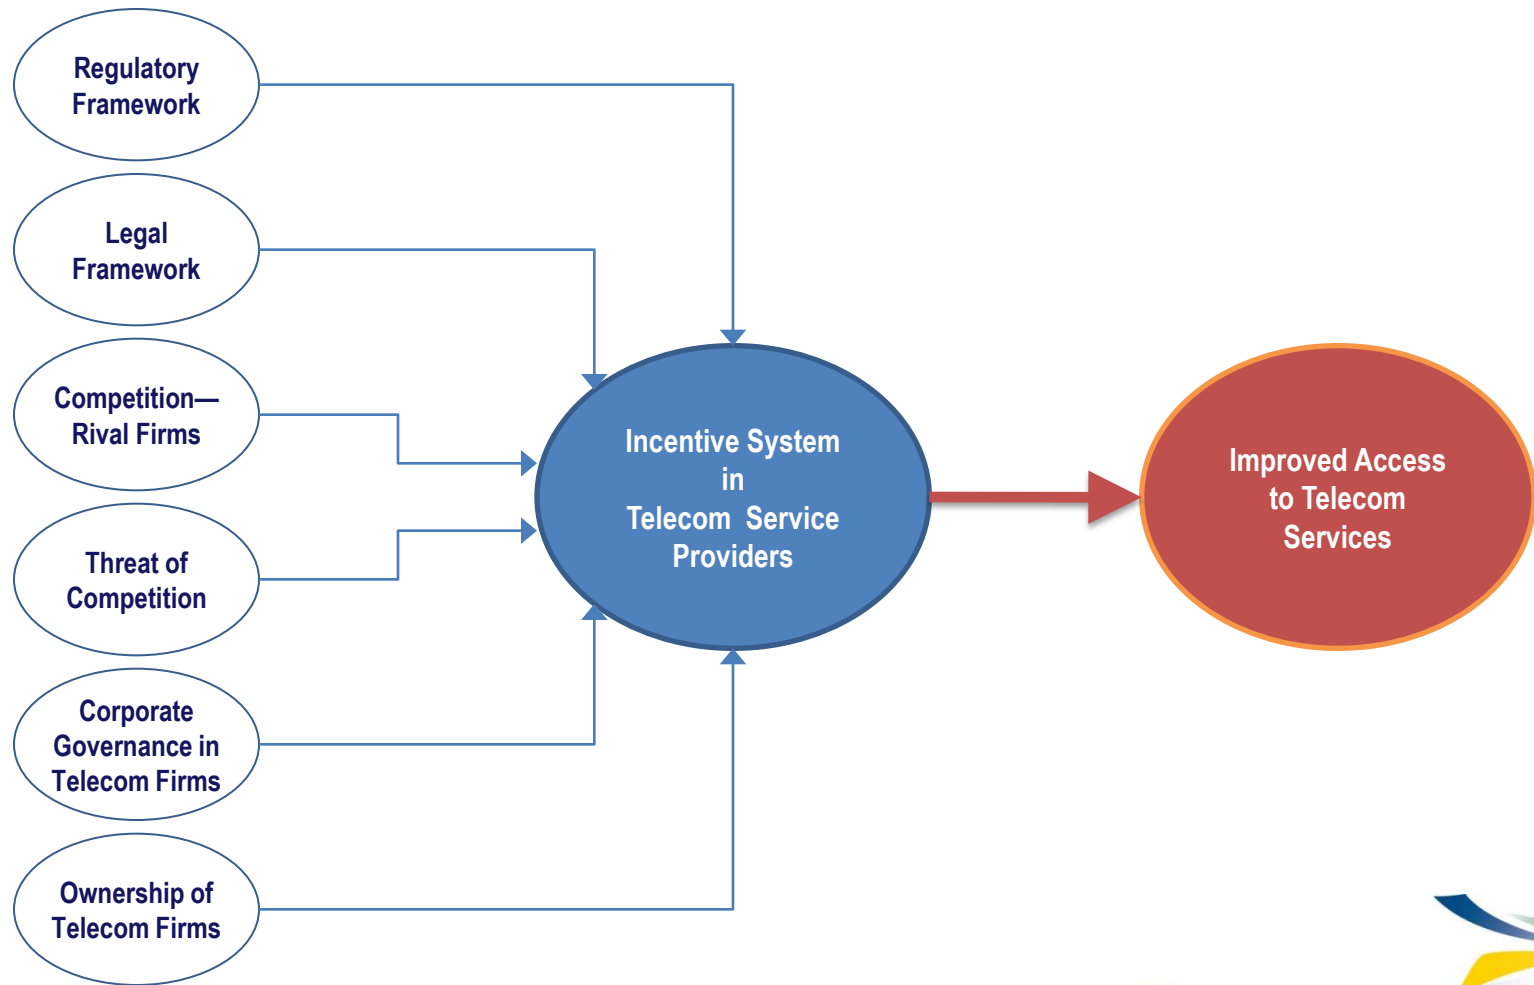 Regulatory
Framework
Legal
Framework
Competition—
Rival Firms
Threat of
Competition
Corporate
Governance in
Telecom Firms
Ownership of
Telecom Firms
Incentive System
in
Telecom  Service
Providers
Improved Access
to Telecom
Services